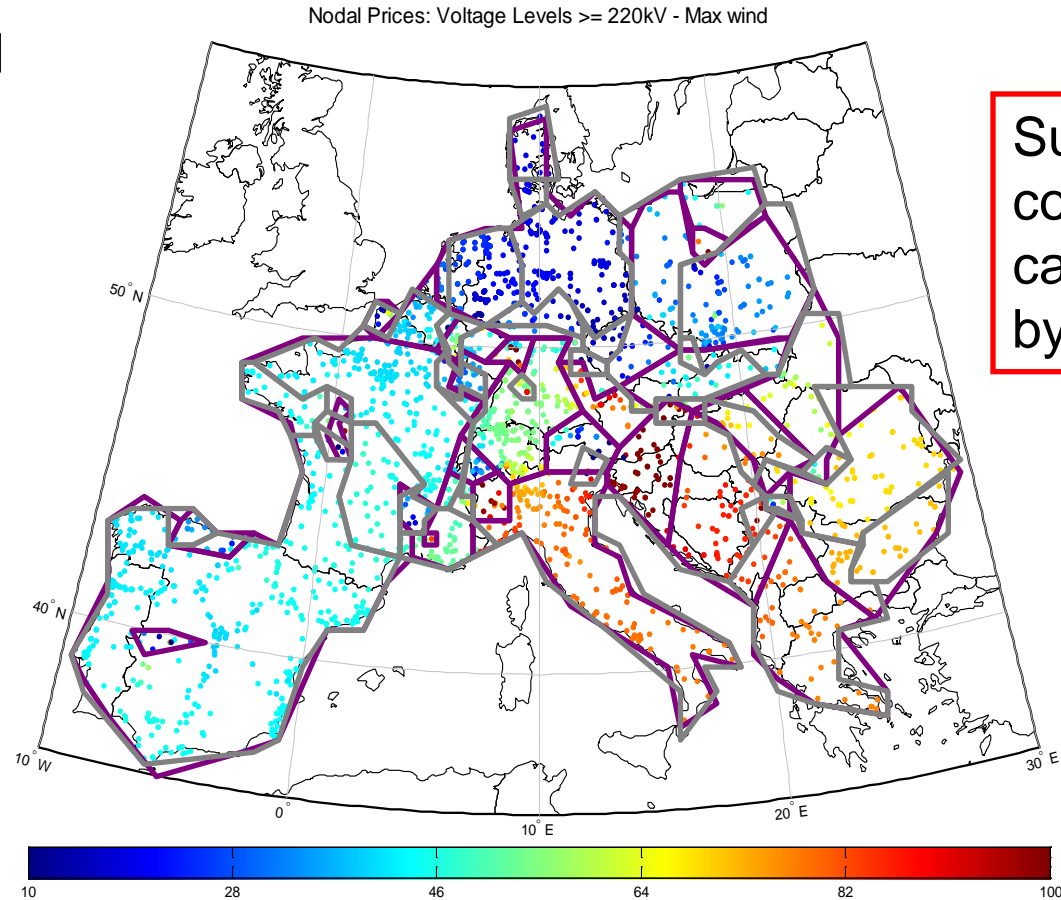 Nodal Prices: Voltage Levels >= 220kV - Max wind
50° N
40° N
10° W
0°
10° E
20° E
30° E
10 28 46 64 82 100
Su
co
ca
by